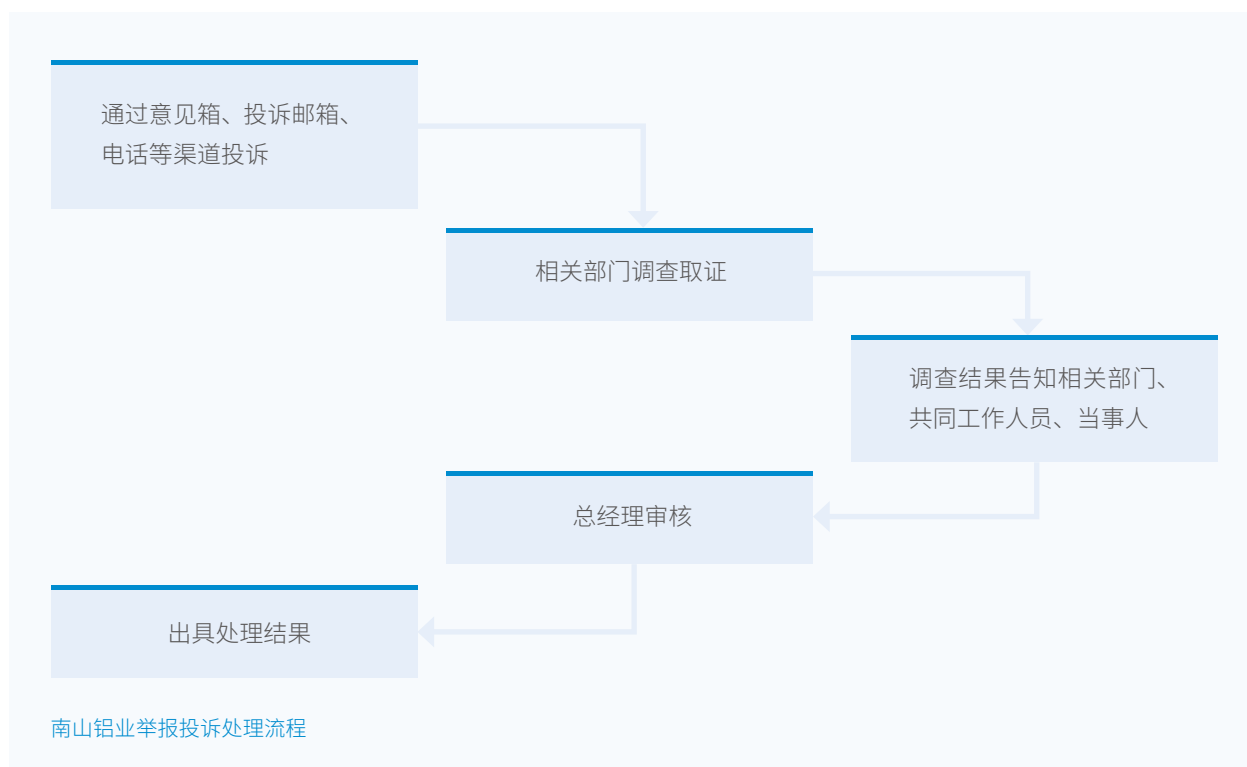 通过意见箱、投诉邮箱、
电话等渠道投诉
相关部门调查取证
调查结果告知相关部门、
共同工作人员、当事人
总经理审核
出具处理结果
南山铝业举报投诉处理流程